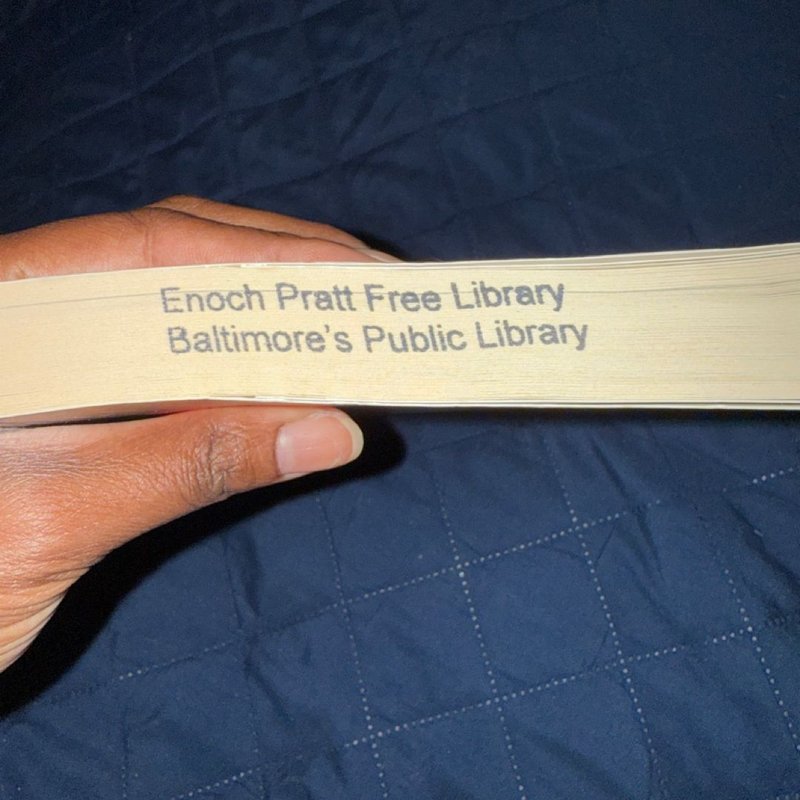 Enoch Pratt Free Library
Baltimore's Public Library